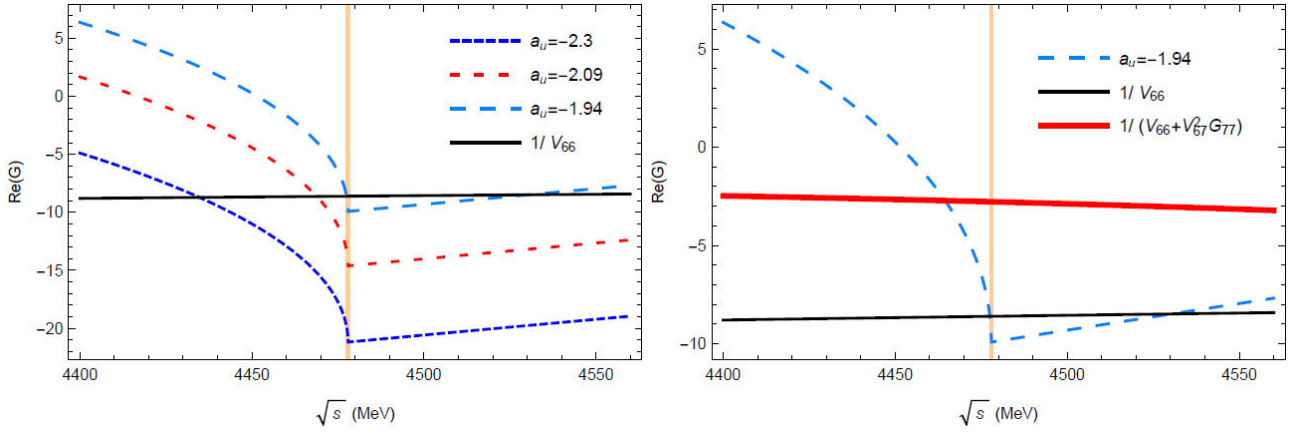 5
0
−5
−10
−15
−20
Re(G)
a_u=−2.3
a_u=−2.09
a_u=−1.94
1/ V_66
4400
4450
4500
4550
√s (MeV)
5
0
−5
−10
Re(G)
a_u=−1.94
1/ V_66
1/ (V_66+V_67^2 G_77)
4400
4450
4500
4550
√s (MeV)